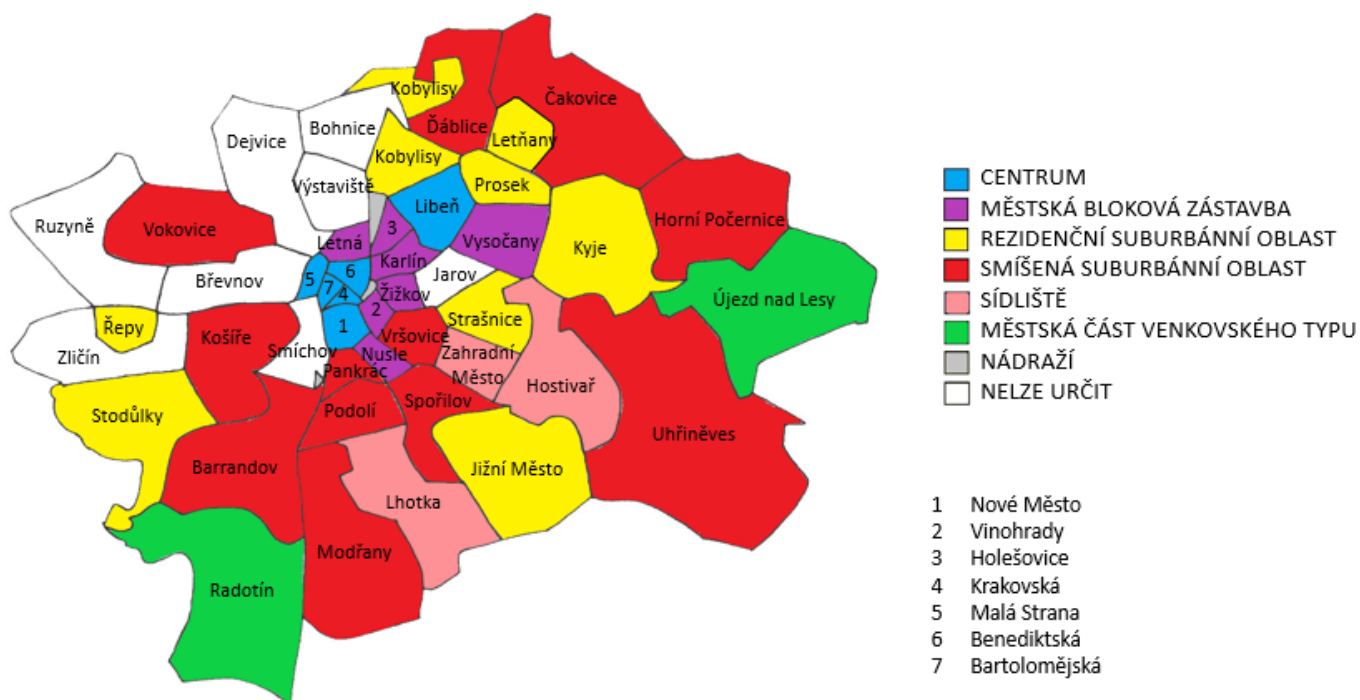 Kobylisy
Čakovice
Ďáblice
Bohnice
Dejvice
Letňany
Kobylisy
Výstaviště
Prosek
Libeň
Ruzyně
Vokovice
Horní Počernice
3
Letná
Vysočany
Kyje
Karlín
Břevnov
5
6
Jarov
7
4
Žižkov
Újezd nad Lesy
2
1
Strašnice
Řepy
Košíře
Vršovice
Smíchov
Zličín
Nusle
Zahradní
Město
Pankrác
Hostivař
Stodůlky
Podolí
Spořilov
Uhřiněves
Barrandov
Jižní Město
Lhotka
Modřany
Radotín
CENTRUM
MĚSTSKÁ BLOKOVÁ ZÁSTAVBA
REZIDENČNÍ SUBURBÁNNÍ OBLAST
SMÍŠENÁ SUBURBÁNNÍ OBLAST
SÍDLIŠTĚ
MĚSTSKÁ ČÁST VENKOVSKÉHO TYPU
NÁDRAŽÍ
NELZE URČIT
1 Nové Město
2 Vinohrady
3 Holešovice
4 Krakovská
5 Malá Strana
6 Benediktská
7 Bartolomějská